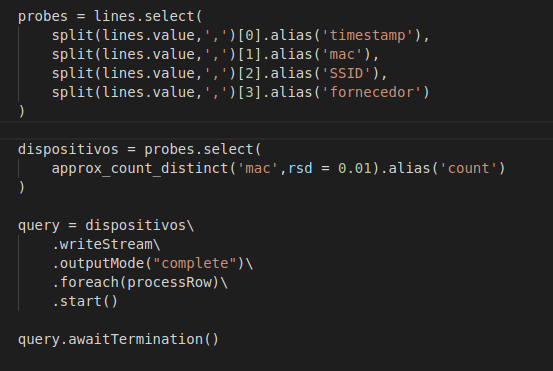 probes = lines.select(
    split(lines.value,',')[0].alias('timestamp'),
    split(lines.value,',')[1].alias('mac'),
    split(lines.value,',')[2].alias('SSID'),
    split(lines.value,',')[3].alias('fornecedor')
)
dispositivos = probes.select(
    approx_count_distinct('mac',rsd = 0.01).alias('count')
)
query = dispositivos\
    .writeStream\
    .outputMode("complete")\
    .foreach(processRow)\
    .start()
query.awaitTermination()